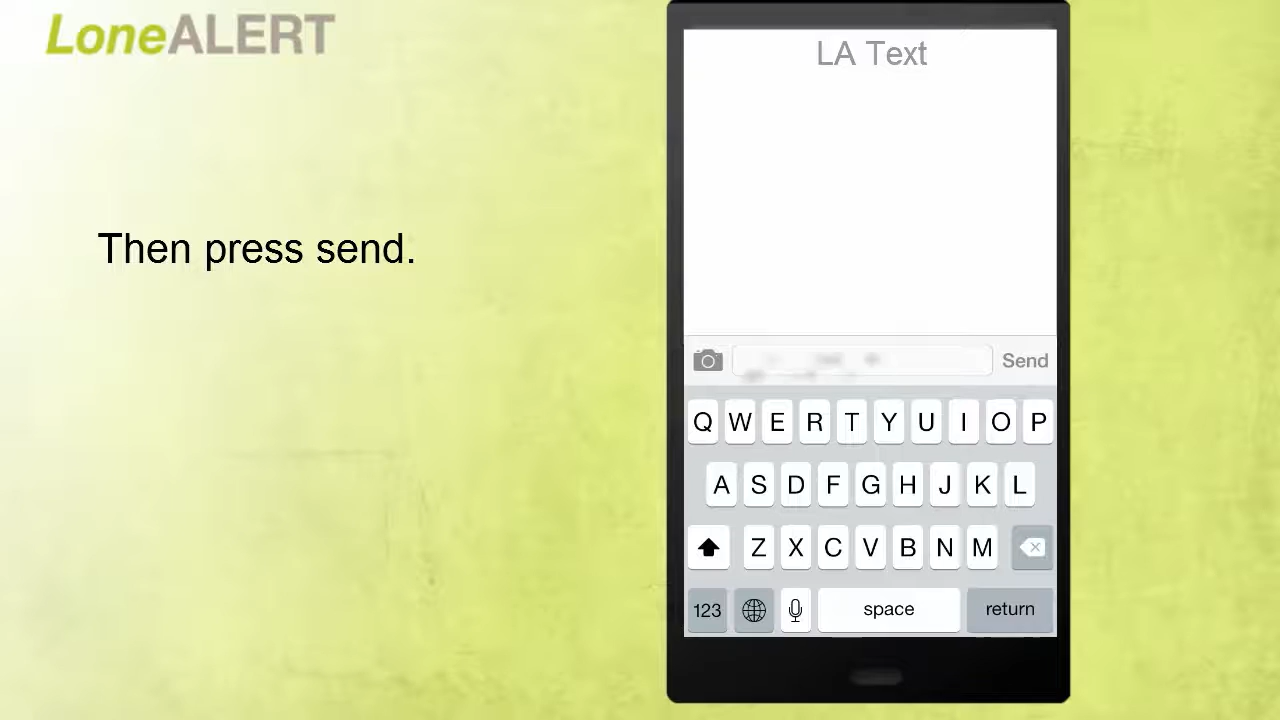 LoneALERT
LA Text
Then press send.
Send
Q W E R T Y U I O P
A S D F G H J K L
Z X C V B N M
123 space return